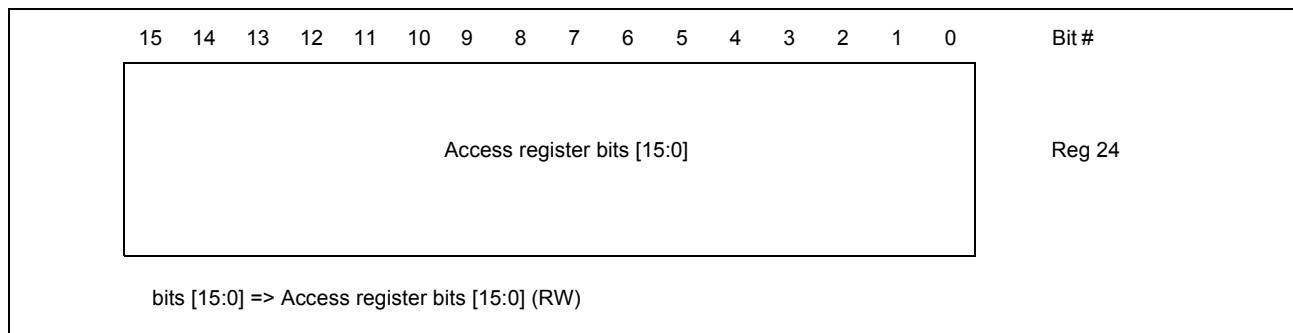 15 14 13 12 11 10 9 8 7 6 5 4 3 2 1 0 Bit #
Access register bits [15:0] Reg 24
bits [15:0] => Access register bits [15:0] (RW)